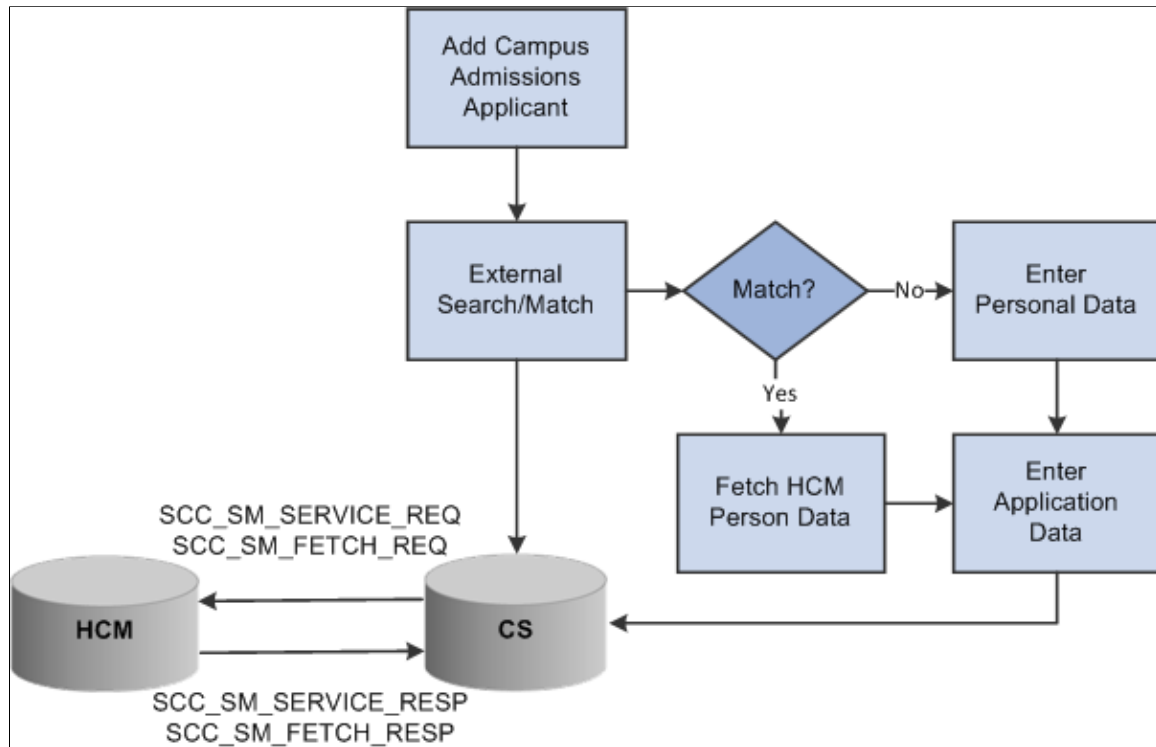 Add Campus
Admissions
Applicant
External
Search/Match
Match?
No
Enter
Personal Data
Yes
Fetch HCM
Person Data
Enter
Application
Data
SCC_SM_SERVICE_REQ
SCC_SM_FETCH_REQ
HCM
CS
SCC_SM_SERVICE_RESP
SCC_SM_FETCH_RESP